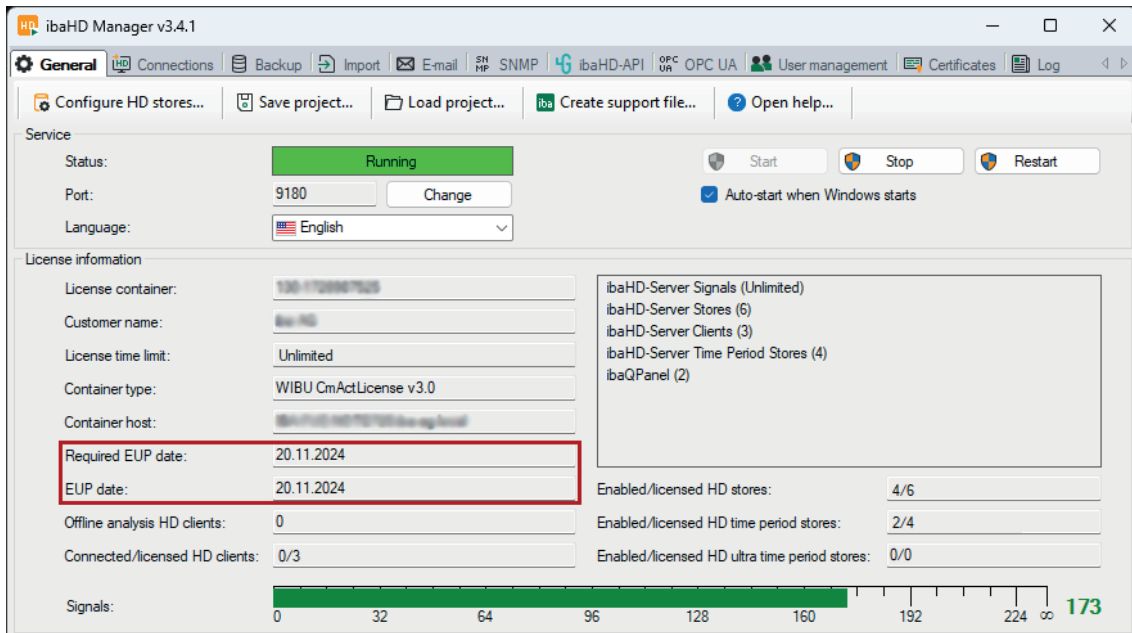 HD ibaHD Manager v3.4.1
General HD Connections Backup Import E-mail SN MP SNMP ibaHD-API OPC UA OPC UA User management Certificates Log
Configure HD stores... Save project... Load project... iba Create support file... ? Open help...
Service
Status: Running Start Stop Restart
Port: 9180 Change Auto-start when Windows starts
Language: English
License information
License container:
Customer name:
License time limit: Unlimited
Container type: WIBU CmActLicense v3.0
Container host:
Required EUP date: 20.11.2024
EUP date: 20.11.2024
Offline analysis HD clients: 0
Connected/licensed HD clients: 0/3
ibaHD-Server Signals (Unlimited)
ibaHD-Server Stores (6)
ibaHD-Server Clients (3)
ibaHD-Server Time Period Stores (4)
ibaQPanel (2)
Enabled/licensed HD stores: 4/6
Enabled/licensed HD time period stores: 2/4
Enabled/licensed HD ultra time period stores: 0/0
Signals: 173
0 32 64 96 128 160 192 224 ∞